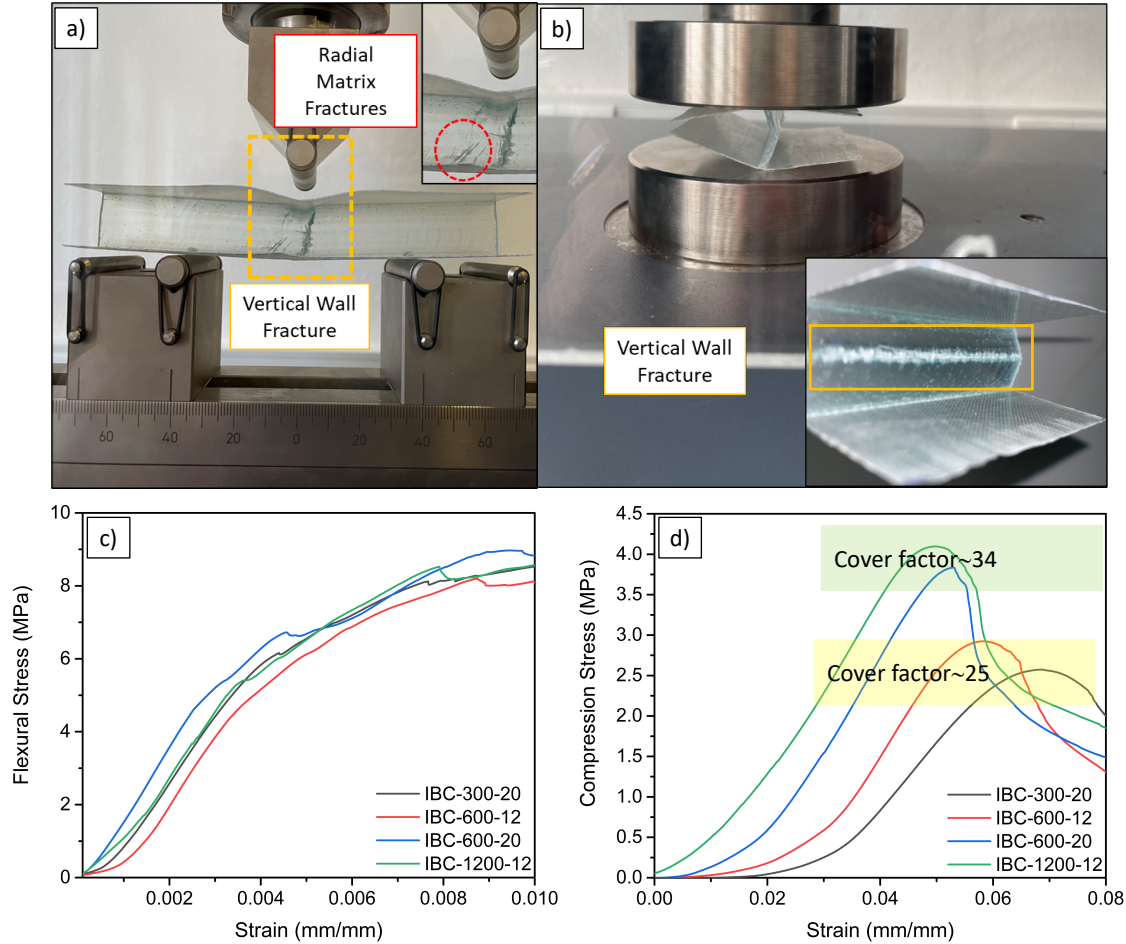 a)
Radial
Matrix
Fractures
Vertical Wall
Fracture
60
40
20
0
20
40
60
b)
Vertical Wall
Fracture
c)
10
8
6
4
2
0
0.002
0.004
0.006
0.008
0.010
Flexural Stress (MPa)
Strain (mm/mm)
IBC-300-20
IBC-600-12
IBC-600-20
IBC-1200-12
d)
4.5
4.0
3.5
3.0
2.5
2.0
1.5
1.0
0.5
0.0
0.00
0.02
0.04
0.06
0.08
Compression Stress (MPa)
Strain (mm/mm)
Cover factor~34
Cover factor~25
IBC-300-20
IBC-600-12
IBC-600-20
IBC-1200-12